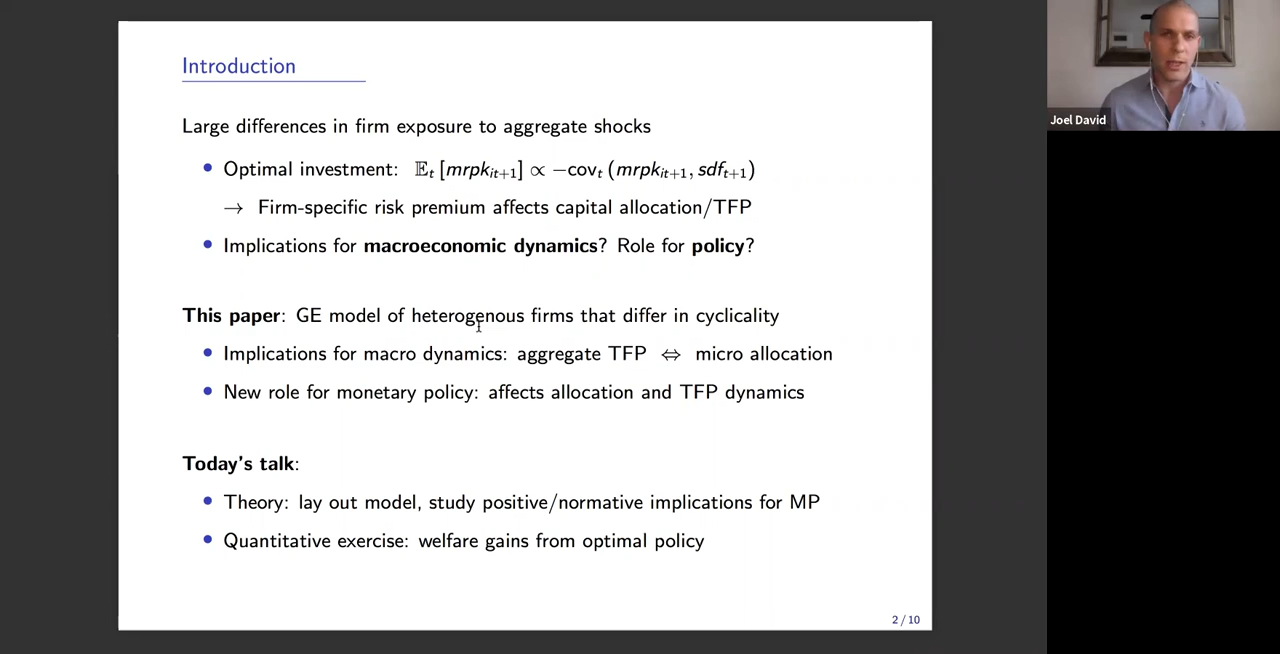 Introduction
Large differences in firm exposure to aggregate shocks
• Optimal investment: 𝔼ₜ [mrpkᵢₜ₊₁] ∝ −covₜ (mrpkᵢₜ₊₁, sdfₜ₊₁)
→ Firm-specific risk premium affects capital allocation/TFP
• Implications for macroeconomic dynamics? Role for policy?
This paper: GE model of heterogenous firms that differ in cyclicality
• Implications for macro dynamics: aggregate TFP ⇔ micro allocation
• New role for monetary policy: affects allocation and TFP dynamics
Today's talk:
• Theory: lay out model, study positive/normative implications for MP
• Quantitative exercise: welfare gains from optimal policy
2 / 10
Joel David